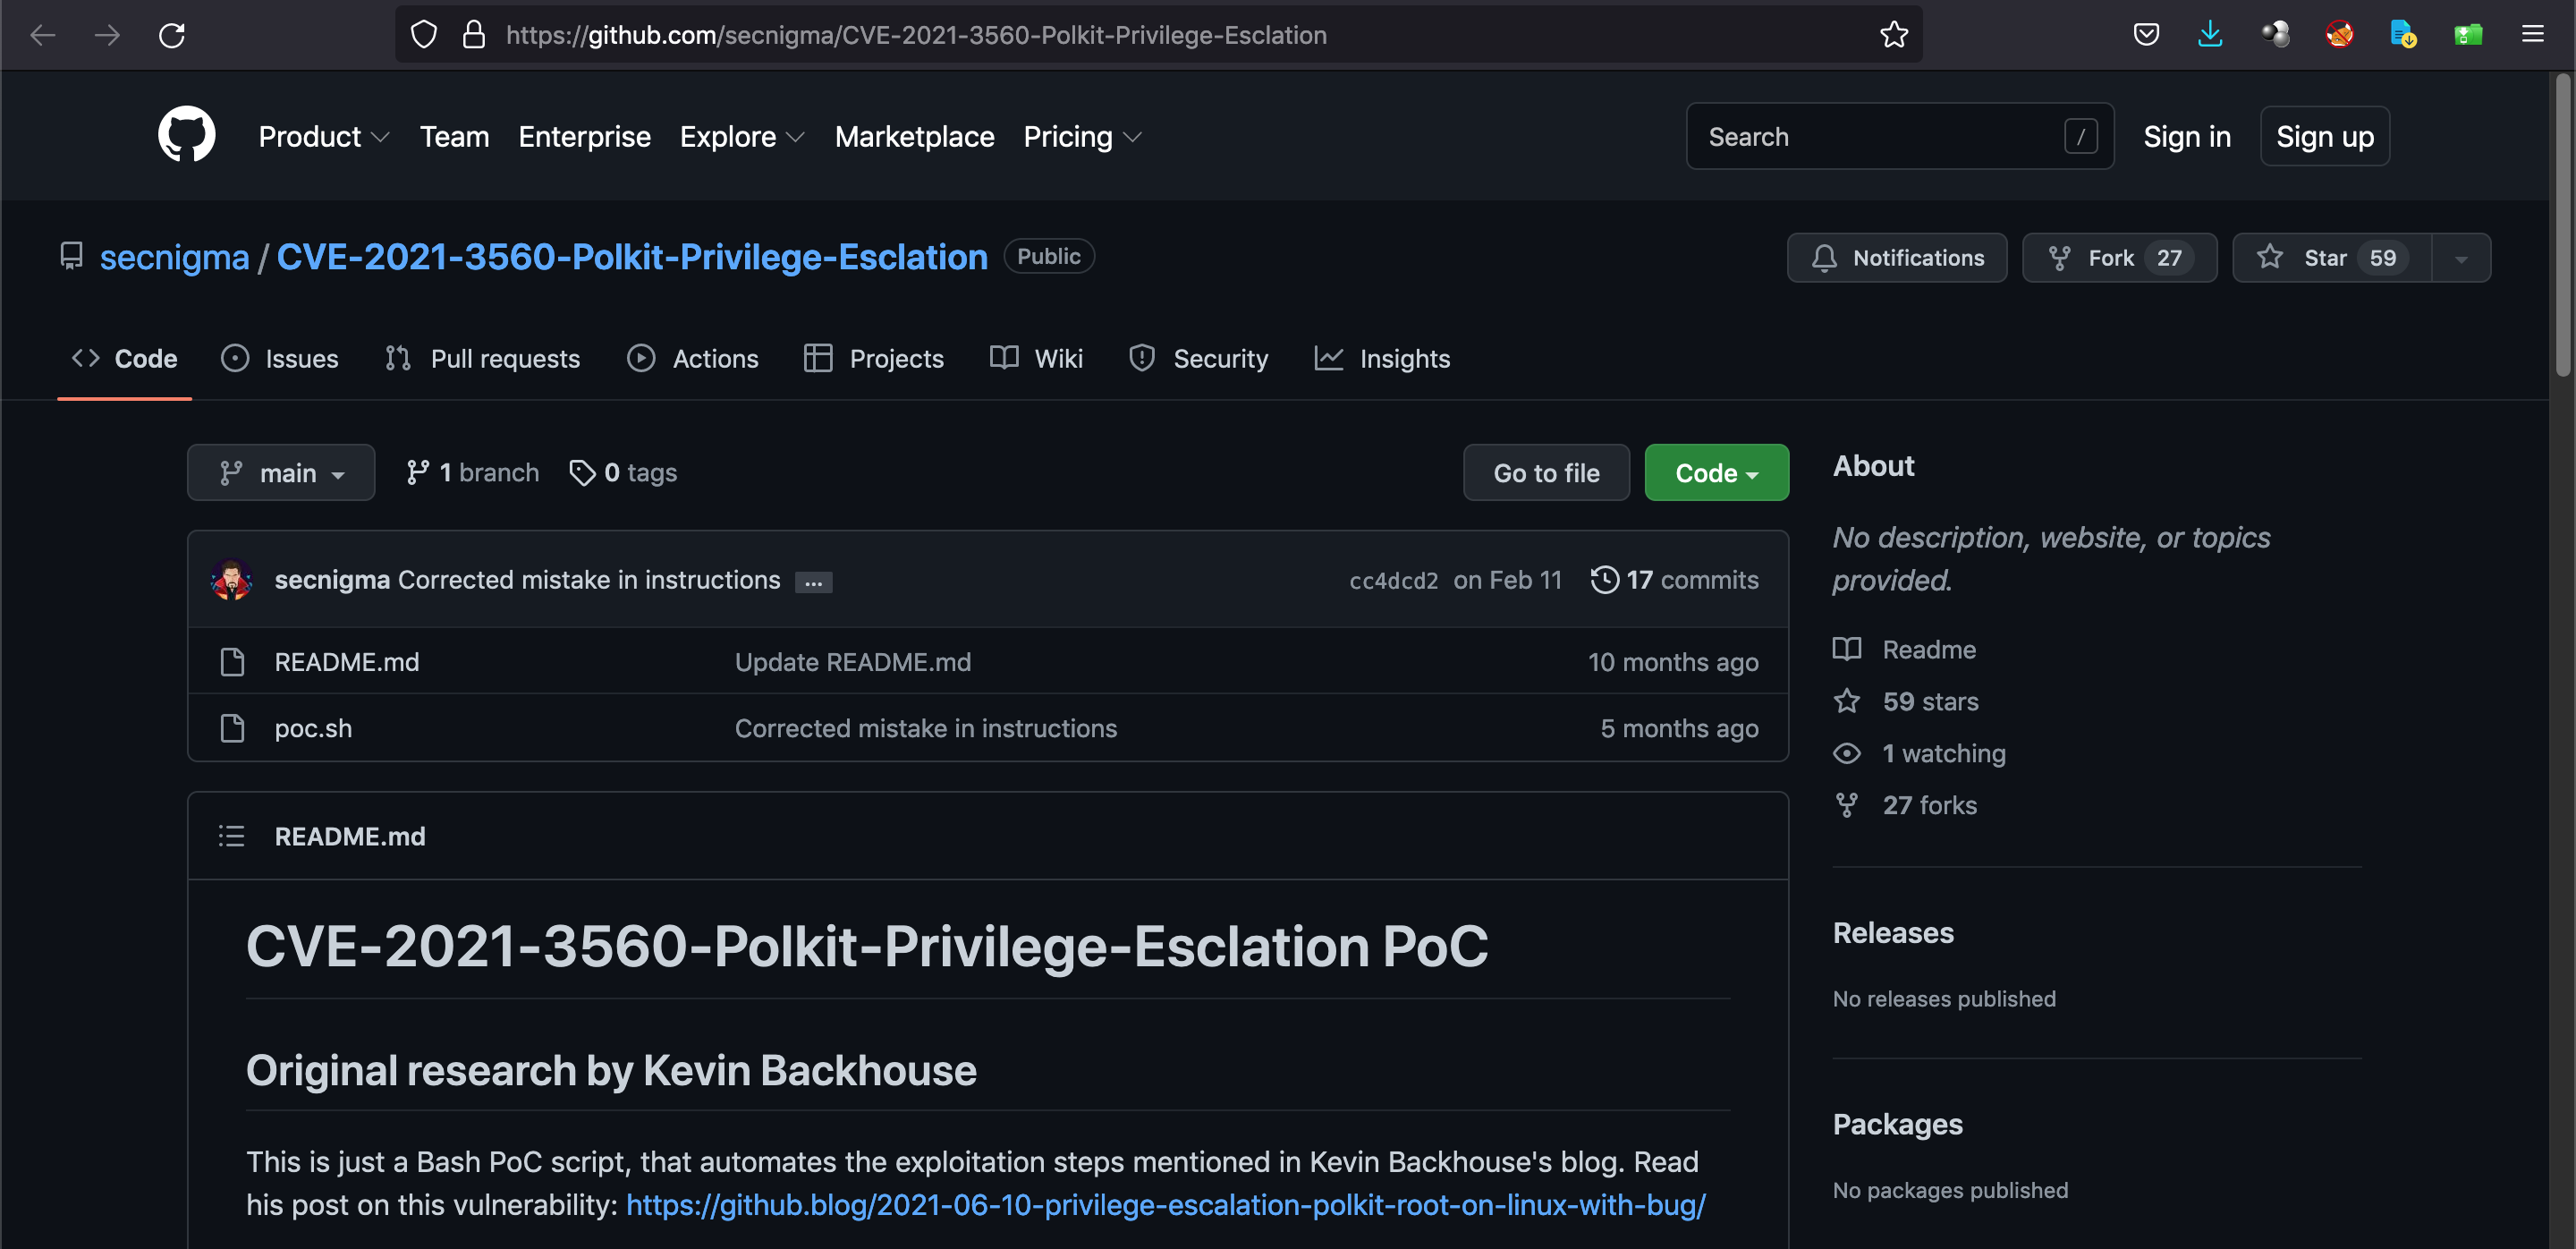 https://github.com/secnigma/CVE-2021-3560-Polkit-Privilege-Esclation
Product Team Enterprise Explore Marketplace Pricing Search / Sign in Sign up
secnigma / CVE-2021-3560-Polkit-Privilege-Esclation Public Notifications Fork 27 Star 59
Code Issues Pull requests Actions Projects Wiki Security Insights
main 1 branch 0 tags Go to file Code
secnigma Corrected mistake in instructions ... cc4dcd2 on Feb 11 17 commits
README.md Update README.md 10 months ago
poc.sh Corrected mistake in instructions 5 months ago
README.md
CVE-2021-3560-Polkit-Privilege-Esclation PoC
Original research by Kevin Backhouse
This is just a Bash PoC script, that automates the exploitation steps mentioned in Kevin Backhouse's blog. Read
his post on this vulnerability: https://github.blog/2021-06-10-privilege-escalation-polkit-root-on-linux-with-bug/
About
No description, website, or topics
provided.
Readme
59 stars
1 watching
27 forks
Releases
No releases published
Packages
No packages published